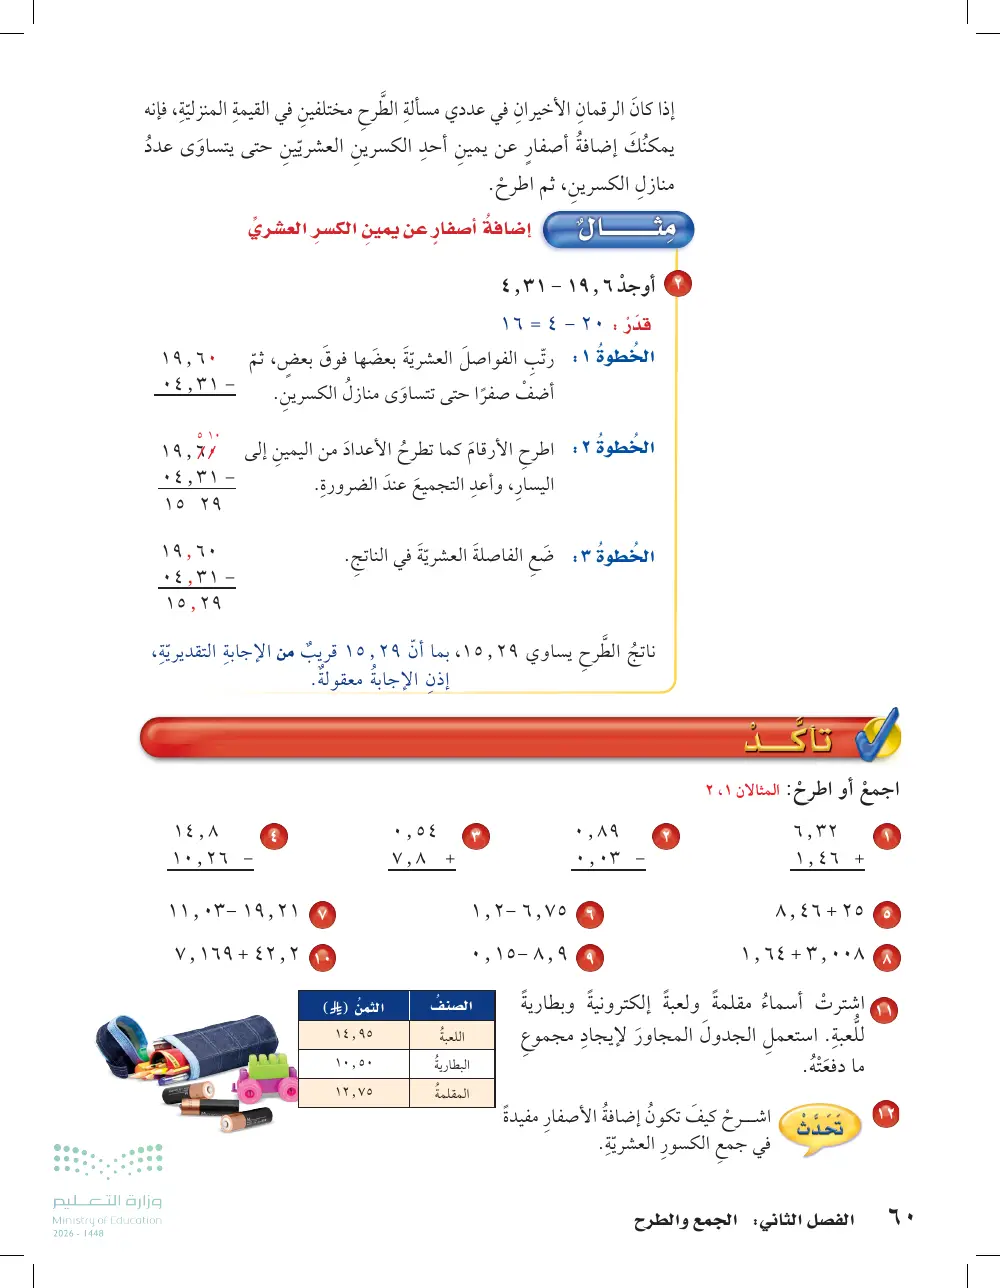 إذا كانَ الرقمانِ الأخيرانِ في عددي مسألةِ الطَّرحِ مختلفينِ في القيمةِ المنزليّةِ، فإنه
يمكنُكَ إضافةُ أصفارٍ عن يمينِ أحدِ الكسرينِ العشريّينِ حتى يتساوَى عددُ
منازلِ الكسرينِ، ثم اطرحْ.
مِثـــالٌ إضافةُ أصفارٍ عن يمينِ الكسرِ العشريِّ
٢ أوجدْ ١٩,٦ – ٤,٣١
قدّرْ : ٢٠ – ٤ = ١٦
الخُطوةُ ١: رتّبِ الفواصلَ العشريّةَ بعضَها فوقَ بعضٍ، ثمّ
أضفْ صفرًا حتى تتساوَى منازلُ الكسرينِ.
١٩,٦٠
٠٤,٣١ –
الخُطوةُ ٢: اطرحِ الأرقامَ كما تطرحُ الأعدادَ من اليمينِ إلى
اليسارِ، وأعدِ التجميعَ عندَ الضرورةِ.
٥ ١٠
١٩,٦٠
٠٤,٣١ –
١٥ ٢٩
الخُطوةُ ٣: ضَعِ الفاصلةَ العشريّةَ في الناتجِ.
١٩,٦٠
٠٤,٣١ –
١٥,٢٩
ناتجُ الطَّرحِ يساوي ١٥,٢٩، بما أنّ ١٥,٢٩ قريبٌ من الإجابةِ التقديريّةِ،
إذنِ الإجابةُ معقولةٌ.
تأكَّــدْ
اجمعْ أو اطرحْ: المثالان ١، ٢
١ ٦,٣٢ + ١,٤٦
٢ ٠,٨٩ – ٠,٠٣
٣ ٠,٥٤ + ٧,٨
٤ ١٤,٨ – ١٠,٢٦
٥ ٢٥ + ٨,٤٦
٦ ٦,٧٥ – ١,٢
٧ ١٩,٢١ – ١١,٠٣
٨ ٣,٠٠٨ + ١,٦٤
٩ ٨,٩ – ٠,١٥
١٠ ٤٢,٢ + ٧,١٦٩
١١ اشترتْ أسماءُ مقلمةً ولعبةً إلكترونيةً وبطاريةً
للُّعبةِ. استعملِ الجدولَ المجاورَ لإيجادِ مجموعِ
ما دفعَتْهُ.
الصنفُ الثمنُ (⃁)
اللعبةُ ١٤,٩٥
البطاريةُ ١٠,٥٠
المقلمةُ ١٢,٧٥
١٢ تَحَدَّثْ اشـــرحْ كيفَ تكونُ إضافةُ الأصفارِ مفيدةً
في جمعِ الكسورِ العشريّةِ.
وزارة التعـــليم
Ministry of Education
2026 - 1448
٦٠ الفصل الثاني: الجمع والطرح